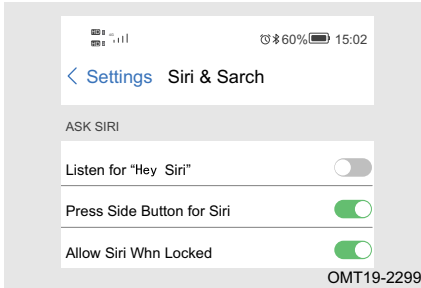 60% 15:02
Settings Siri & Sarch
ASK SIRI
Listen for “Hey Siri”
Press Side Button for Siri
Allow Siri Whn Locked
OMT19-2299